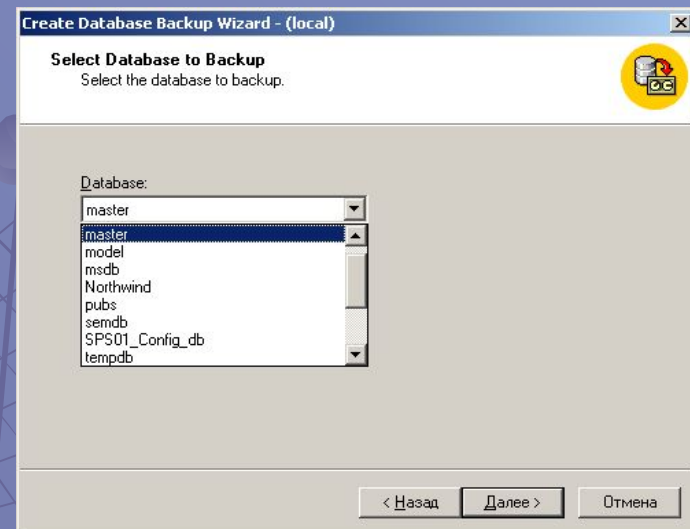 Create Database Backup Wizard - (local)
Select Database to Backup
Select the database to backup.
Database:
master
master
model
msdb
Northwind
pubs
semdb
SPS01_Config_db
tempdb
< Назад Далее > Отмена